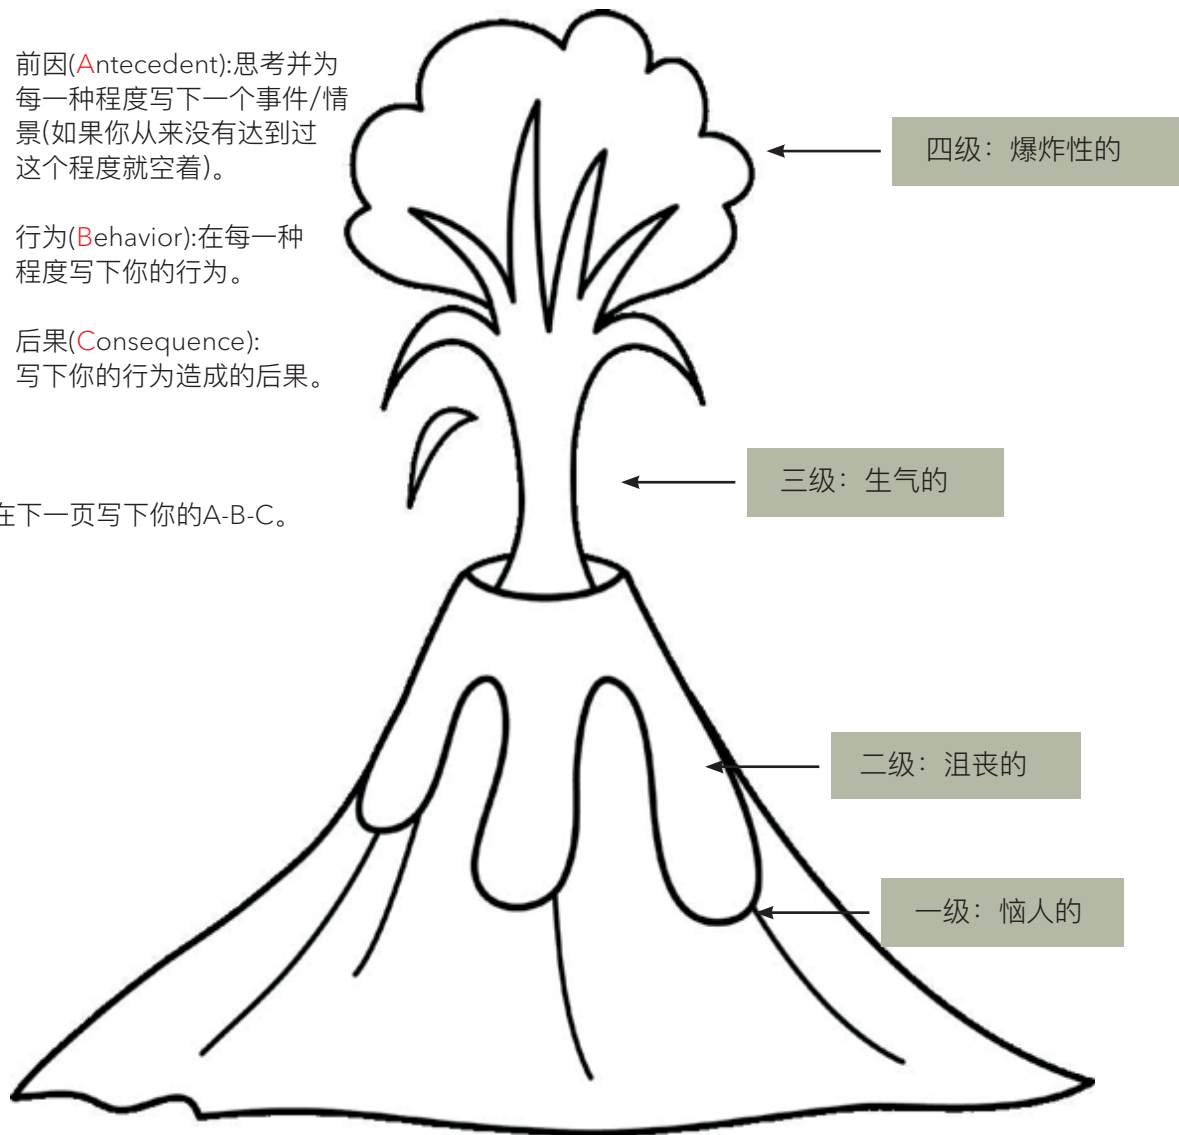 前因(Antecedent):思考并为
每一种程度写下一个事件/情
景(如果你从来没有达到过
这个程度就空着)。
行为(Behavior):在每一种
程度写下你的行为。
后果(Consequence):
写下你的行为造成的后果。
在下一页写下你的A-B-C。
四级：爆炸性的
三级：生气的
二级：沮丧的
一级：恼人的